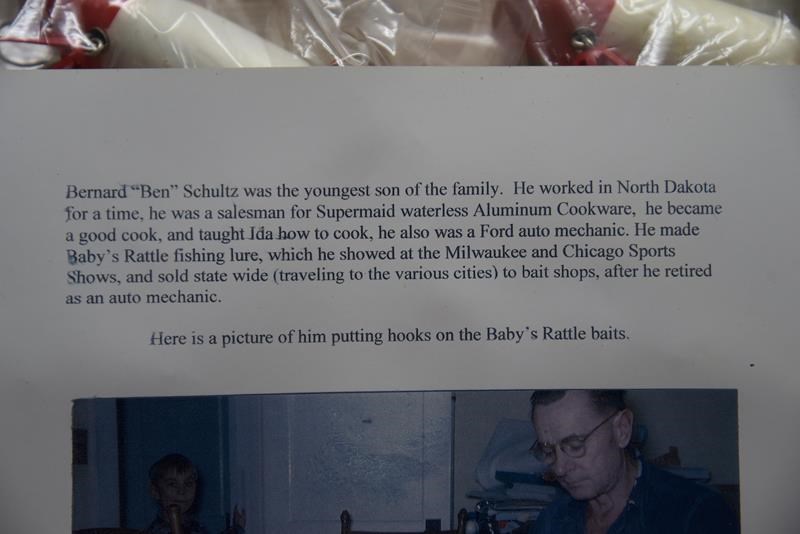 Bernard “Ben” Schultz was the youngest son of the family.  He worked in North Dakota
for a time, he was a salesman for Supermaid waterless Aluminum Cookware,  he became
a good cook, and taught Ida how to cook, he also was a Ford auto mechanic. He made
Baby’s Rattle fishing lure, which he showed at the Milwaukee and Chicago Sports
Shows, and sold state wide (traveling to the various cities) to bait shops, after he retired
as an auto mechanic.
Here is a picture of him putting hooks on the Baby’s Rattle baits.